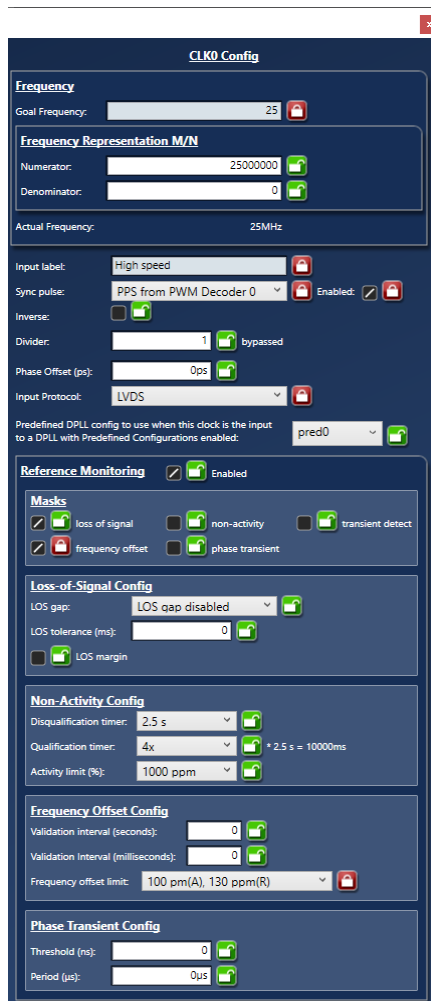 x
CLK0 Config
Frequency
Goal Frequency: 25
Frequency Representation M/N
Numerator: 25000000
Denominator: 0
Actual Frequency: 25MHz
Input label: High speed
Sync pulse: PPS from PWM Decoder 0 Enabled:
Inverse:
Divider: 1 bypassed
Phase Offset (ps): 0ps
Input Protocol: LVDS
Predefined DPLL config to use when this clock is the input
to a DPLL with Predefined Configurations enabled: pred0
Reference Monitoring Enabled
Masks
loss of signal non-activity transient detect
frequency offset phase transient
Loss-of-Signal Config
LOS gap: LOS gap disabled
LOS tolerance (ms): 0
LOS margin
Non-Activity Config
Disqualification timer: 2.5 s
Qualification timer: 4x * 2.5 s = 10000ms
Activity limit (%): 1000 ppm
Frequency Offset Config
Validation interval (seconds): 0
Validation Interval (milliseconds): 0
Frequency offset limit: 100 pm(A), 130 ppm(R)
Phase Transient Config
Threshold (ns): 0
Period (µs): 0µs